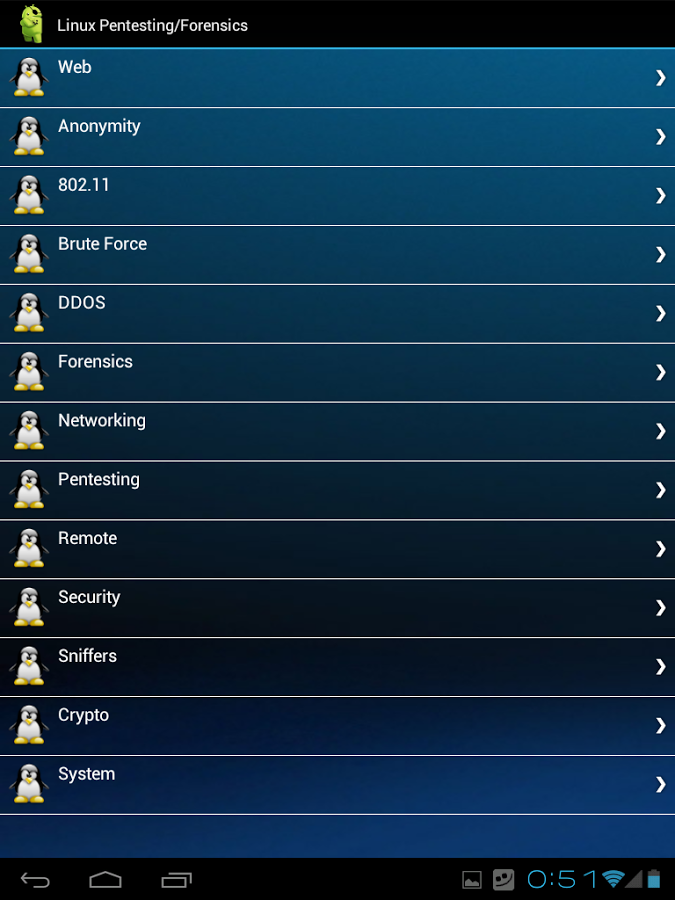 Linux Pentesting/Forensics
Web
Anonymity
802.11
Brute Force
DDOS
Forensics
Networking
Pentesting
Remote
Security
Sniffers
Crypto
System
0:51